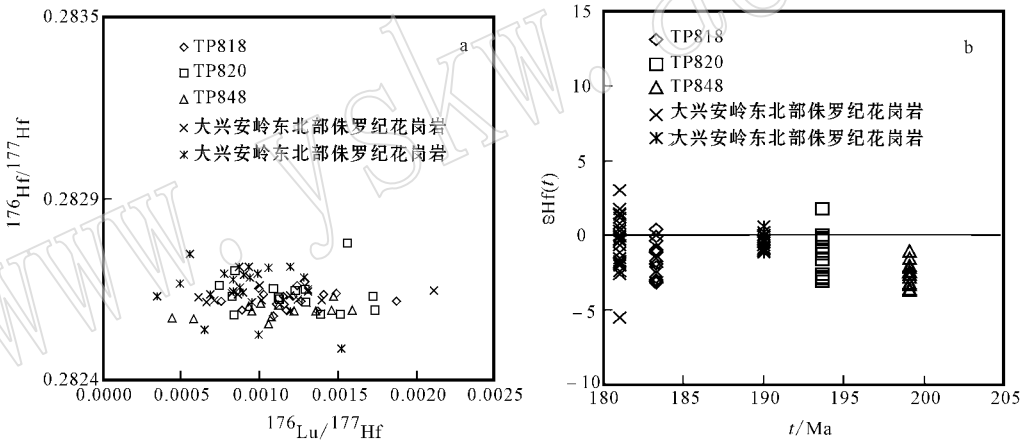 0.2835
0.2829
0.2824
¹⁷⁶Hf/¹⁷⁷Hf
a
TP818
TP820
TP848
大兴安岭东北部侏罗纪花岗岩
大兴安岭东北部侏罗纪花岗岩
0.0000 0.0005 0.0010 0.0015 0.0020 0.0025
¹⁷⁶Lu/¹⁷⁷Hf
15
10
5
0
-5
-10
εHf(t)
b
TP818
TP820
TP848
大兴安岭东北部侏罗纪花岗岩
大兴安岭东北部侏罗纪花岗岩
180 185 190 195 200 205
t/Ma